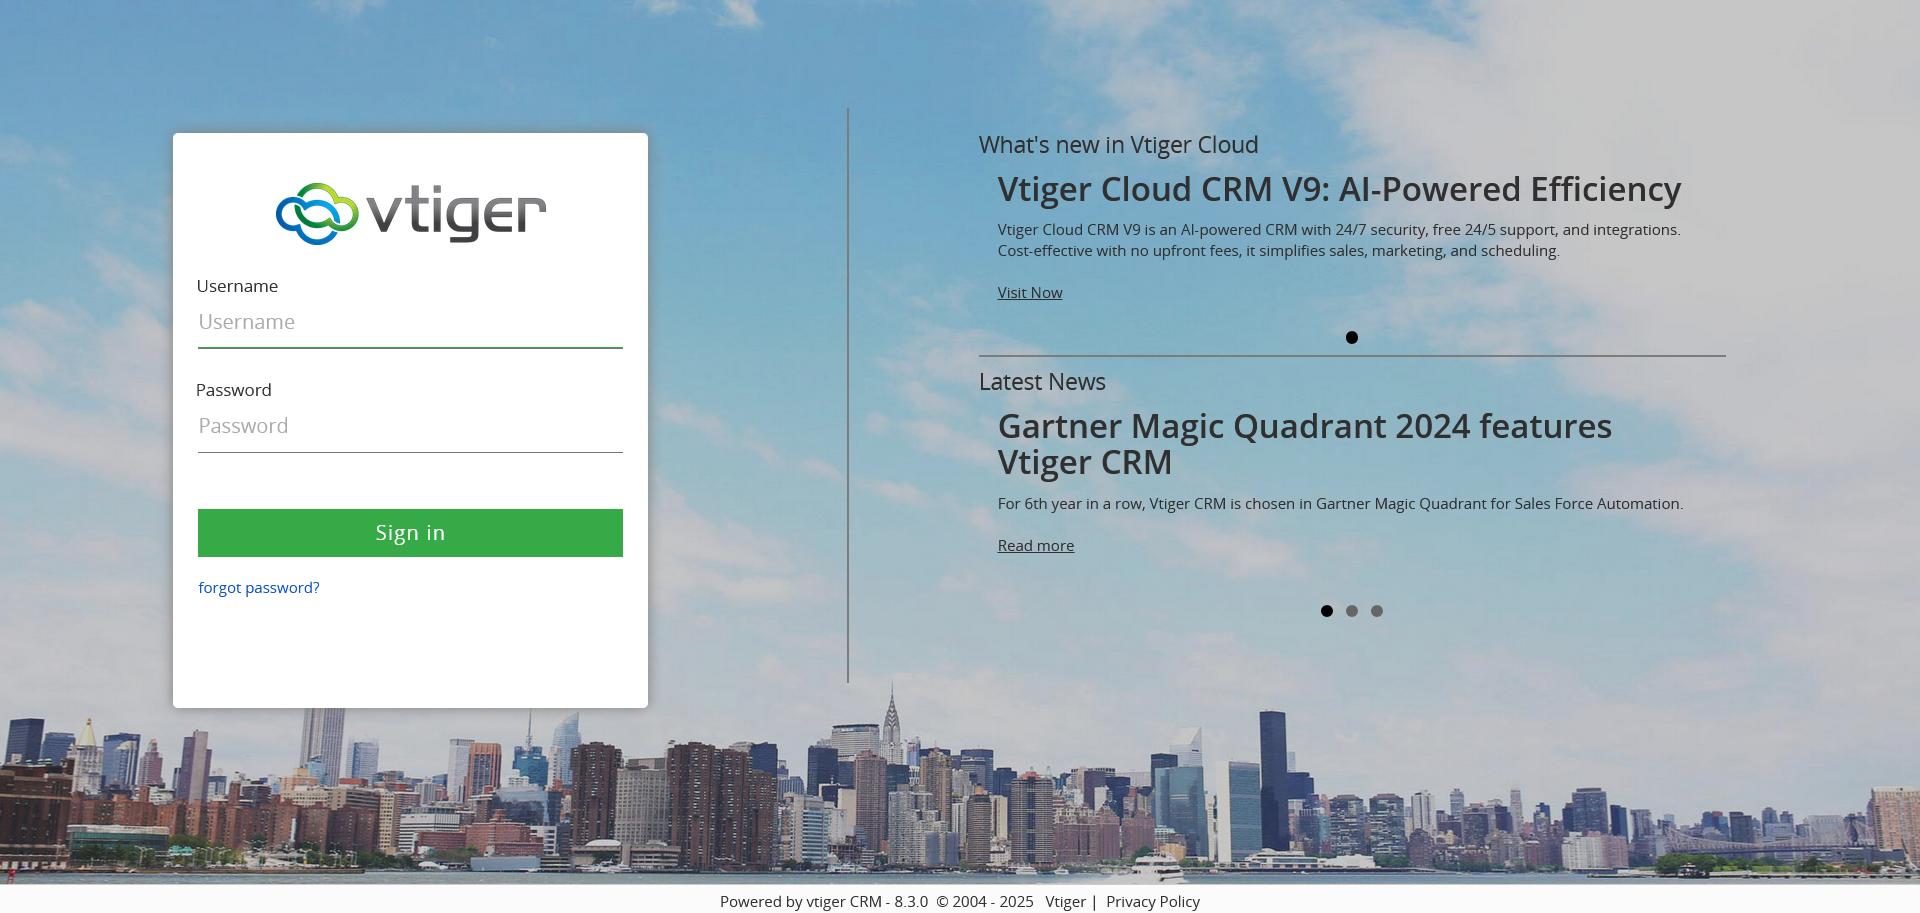 vtiger
Username
Username
Password
Password
Sign in
forgot password?
What's new in Vtiger Cloud
Vtiger Cloud CRM V9: AI-Powered Efficiency
Vtiger Cloud CRM V9 is an AI-powered CRM with 24/7 security, free 24/5 support, and integrations.
Cost-effective with no upfront fees, it simplifies sales, marketing, and scheduling.
Visit Now
Latest News
Gartner Magic Quadrant 2024 features
Vtiger CRM
For 6th year in a row, Vtiger CRM is chosen in Gartner Magic Quadrant for Sales Force Automation.
Read more
Powered by vtiger CRM - 8.3.0 © 2004 - 2025 Vtiger | Privacy Policy